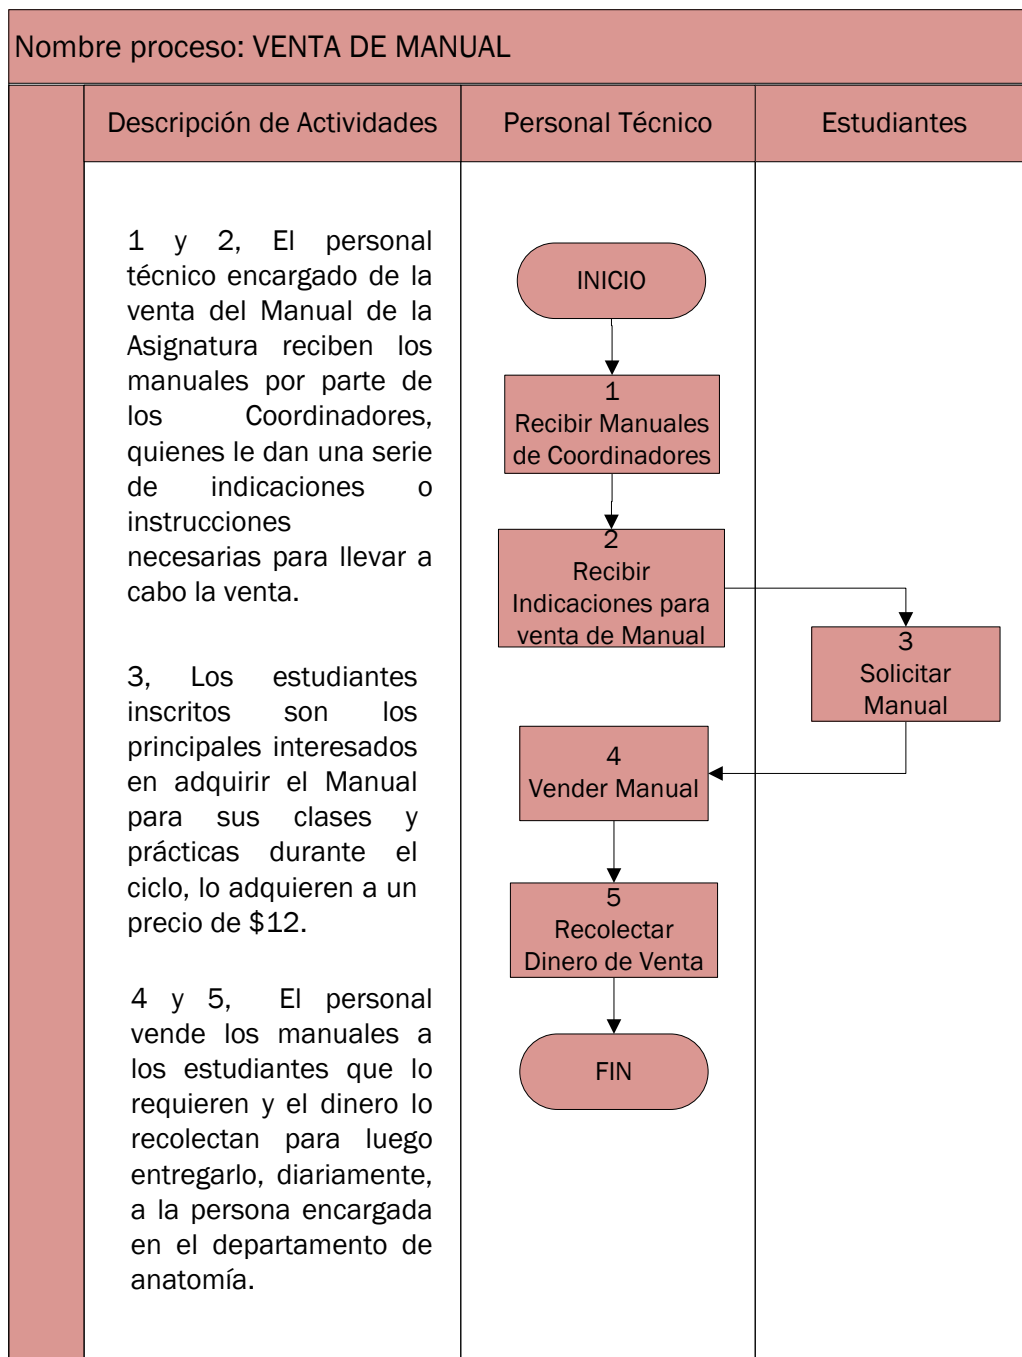 Nombre proceso: VENTA DE MANUAL
Descripción de Actividades
Personal Técnico
Estudiantes
1 y 2, El personal
técnico encargado de la
venta del Manual de la
Asignatura reciben los
manuales por parte de
los Coordinadores,
quienes le dan una serie
de indicaciones o
instrucciones
necesarias para llevar a
cabo la venta.
3, Los estudiantes
inscritos son los
principales interesados
en adquirir el Manual
para sus clases y
prácticas durante el
ciclo, lo adquieren a un
precio de $12.
4 y 5, El personal
vende los manuales a
los estudiantes que lo
requieren y el dinero lo
recolectan para luego
entregarlo, diariamente,
a la persona encargada
en el departamento de
anatomía.
INICIO
1
Recibir Manuales
de Coordinadores
2
Recibir
Indicaciones para
venta de Manual
3
Solicitar
Manual
4
Vender Manual
5
Recolectar
Dinero de Venta
FIN